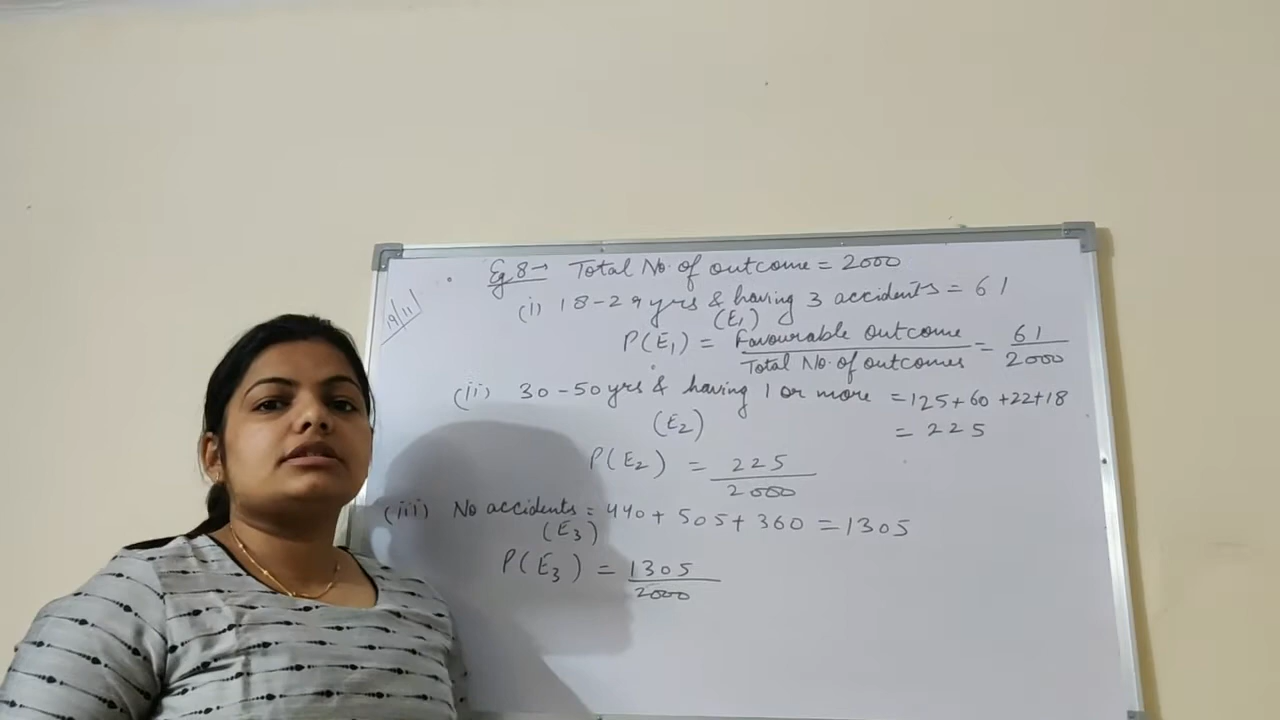 19/11
Eg 8 → Total No. of outcome = 2000
(i) 18-29 yrs & having 3 accidents = 61
(E₁)
P(E₁) = Favourable outcome / Total No. of outcomes = 61 / 2000
(ii) 30-50 yrs & having 1 or more = 125 + 60 + 22 + 18
(E₂) = 225
P(E₂) = 225 / 2000
(iii) No accidents = 440 + 505 + 360 = 1305
(E₃)
P(E₃) = 1305 / 2000